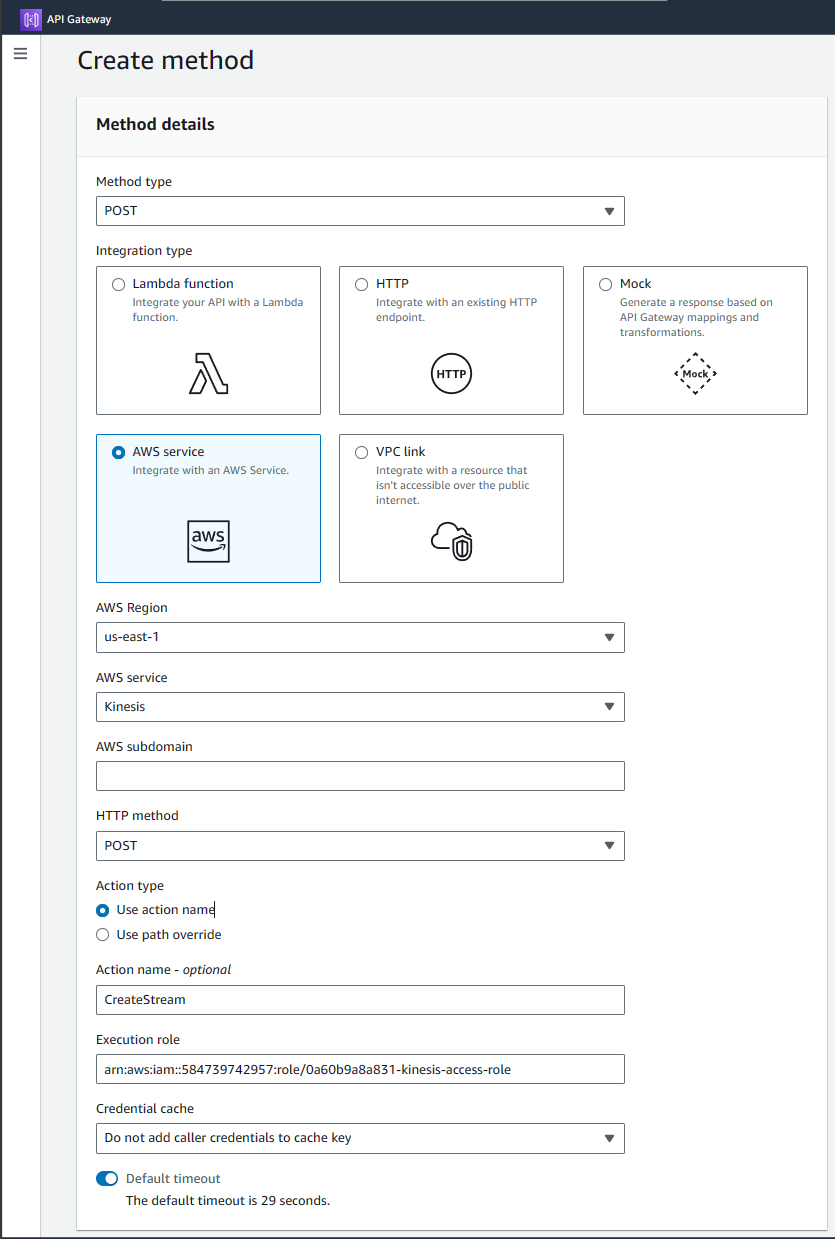 API Gateway
Create method
Method details
Method type
POST
Integration type
Lambda function
Integrate your API with a Lambda
function.
HTTP
Integrate with an existing HTTP
endpoint.
HTTP
Mock
Generate a response based on
API Gateway mappings and
transformations.
Mock
AWS service
Integrate with an AWS Service.
aws
VPC link
Integrate with a resource that
isn't accessible over the public
internet.
AWS Region
us-east-1
AWS service
Kinesis
AWS subdomain
HTTP method
POST
Action type
Use action name
Use path override
Action name - optional
CreateStream
Execution role
arn:aws:iam::584739742957:role/0a60b9a8a831-kinesis-access-role
Credential cache
Do not add caller credentials to cache key
Default timeout
The default timeout is 29 seconds.